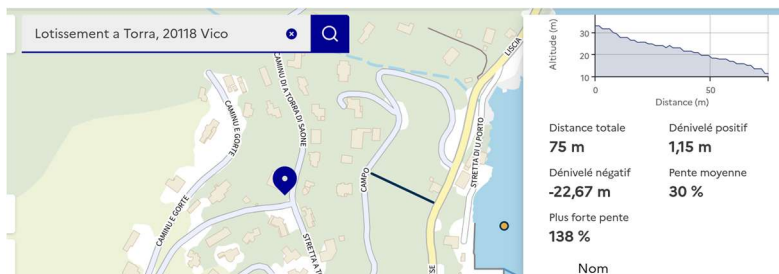 Lotissement a Torra, 20118 Vico
LISCIA
CAMINU DI A TORRA DI SAONE
CAMINU E GORTE
STRETTA DI U PORTO
CAMPO
CAMINU E GORTE
STRETTA A T
SE
Altitude (m)
30
20
10
0
50
Distance (m)
Distance totale
Dénivelé positif
75 m
1,15 m
Dénivelé négatif
Pente moyenne
-22,67 m
30 %
Plus forte pente
138 %
Nom